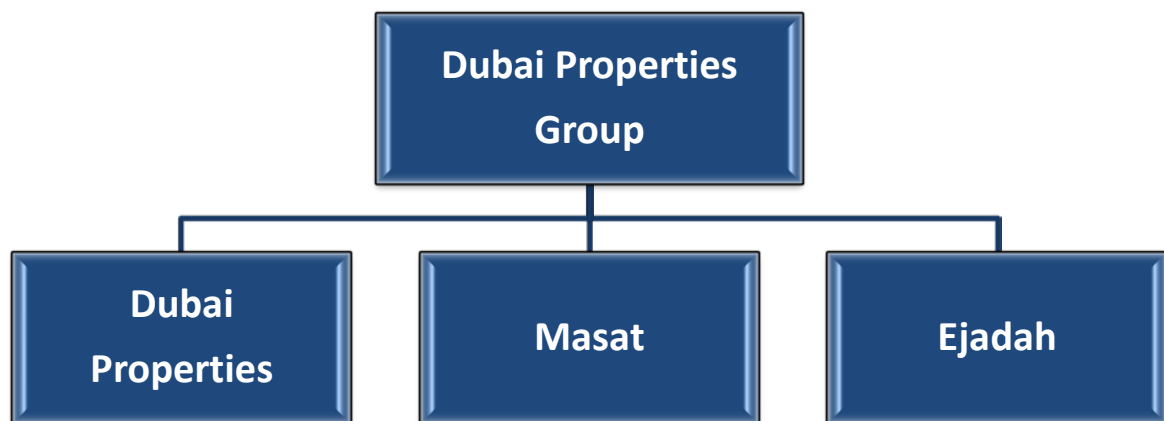 Dubai Properties
Group
Dubai
Properties
Masat
Ejadah